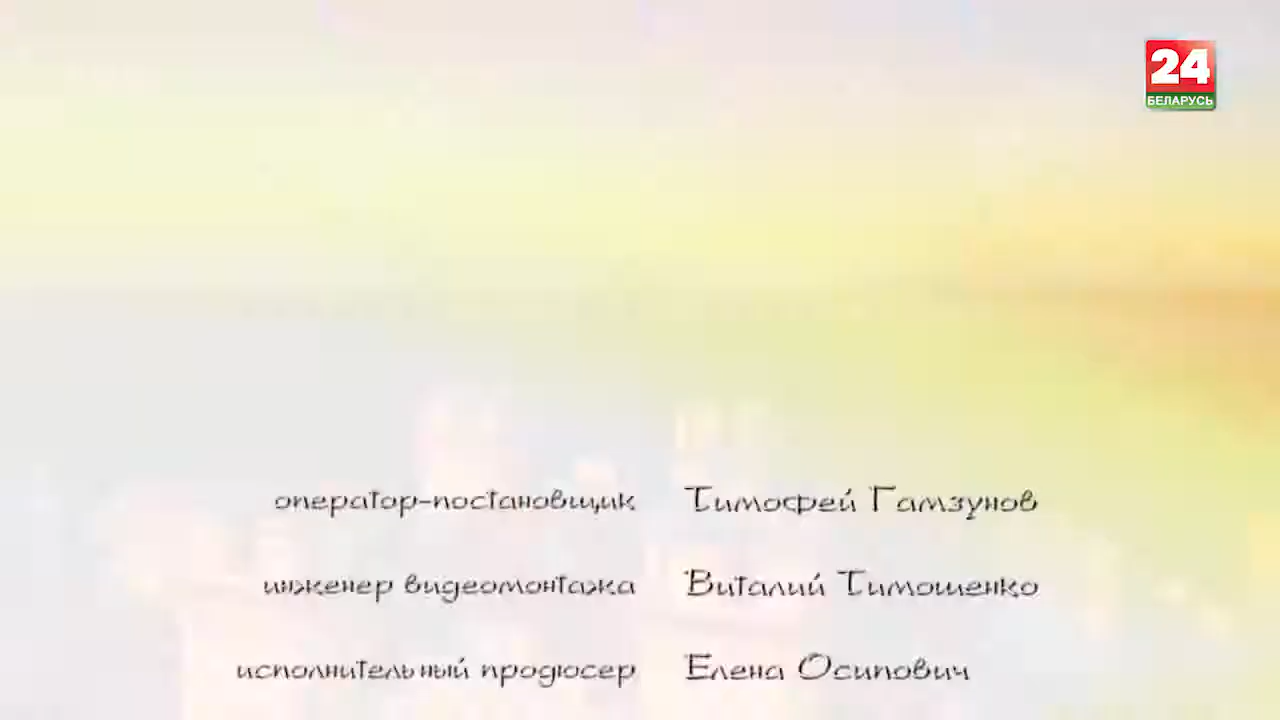 24
БЕЛАРУСЬ
оператор-постановщик Тимофей Гамзунов
инженер видеомонтажа Виталий Тимошенко
исполнительный продюсер Елена Осипович